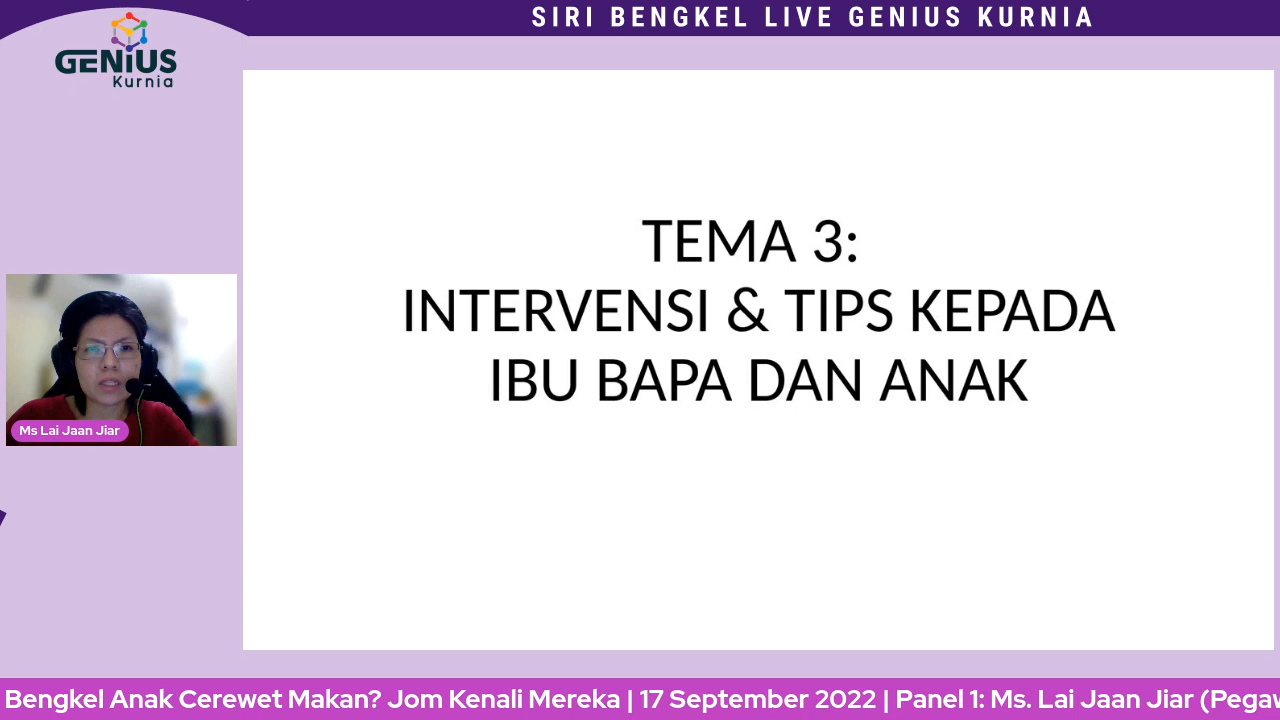 SIRI BENGKEL LIVE GENIUS KURNIA
GENIUS
Kurnia
TEMA 3:
INTERVENSI & TIPS KEPADA
IBU BAPA DAN ANAK
Ms Lai Jaan Jiar
Bengkel Anak Cerewet Makan? Jom Kenali Mereka | 17 September 2022 | Panel 1: Ms. Lai Jaan Jiar